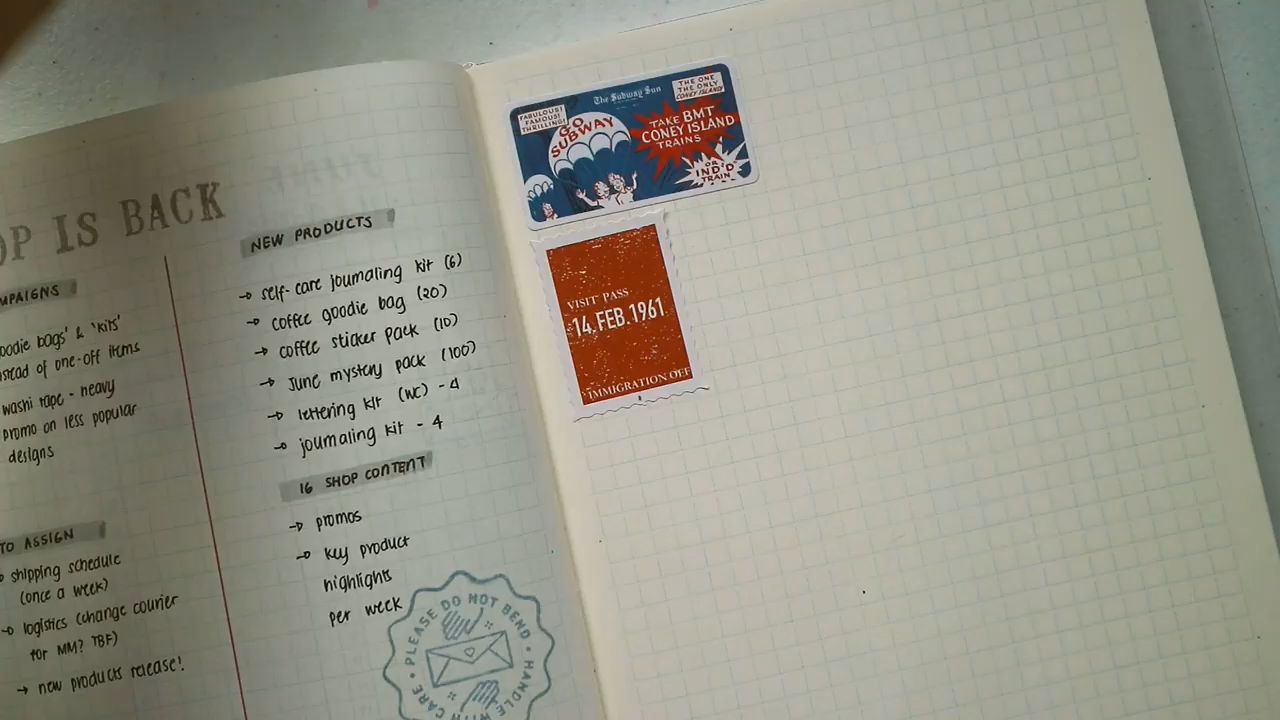 OP IS BACK
MPAIGNS
oodie bags' & 'kits'
nstead of one-off items
washi tape - heavy
promo on less popular
designs
TO ASSIGN
shipping schedule
(once a week)
logistics (change courier
for MM? TBF)
→ new products release!
NEW PRODUCTS
→ self-care journaling kit (6)
→ coffee goodie bag (20)
→ coffee sticker pack (10)
→ June mystery pack (100)
→ lettering kit (WC) - 4
→ journaling kit - 4
16 SHOP CONTENT
→ promos
→ key product
highlights
per week
PLEASE DO NOT BEND • HANDLE WITH CARE •
FABULOUS!
FAMOUS!
THRILLING!
The Subway Sun
THE ONE
THE ONLY
CONEY ISLAND!
GO
SUBWAY
TAKE BMT
CONEY ISLAND
TRAINS
OR
IND'D
TRAIN
VISIT PASS
14.FEB.1961
IMMIGRATION OFF